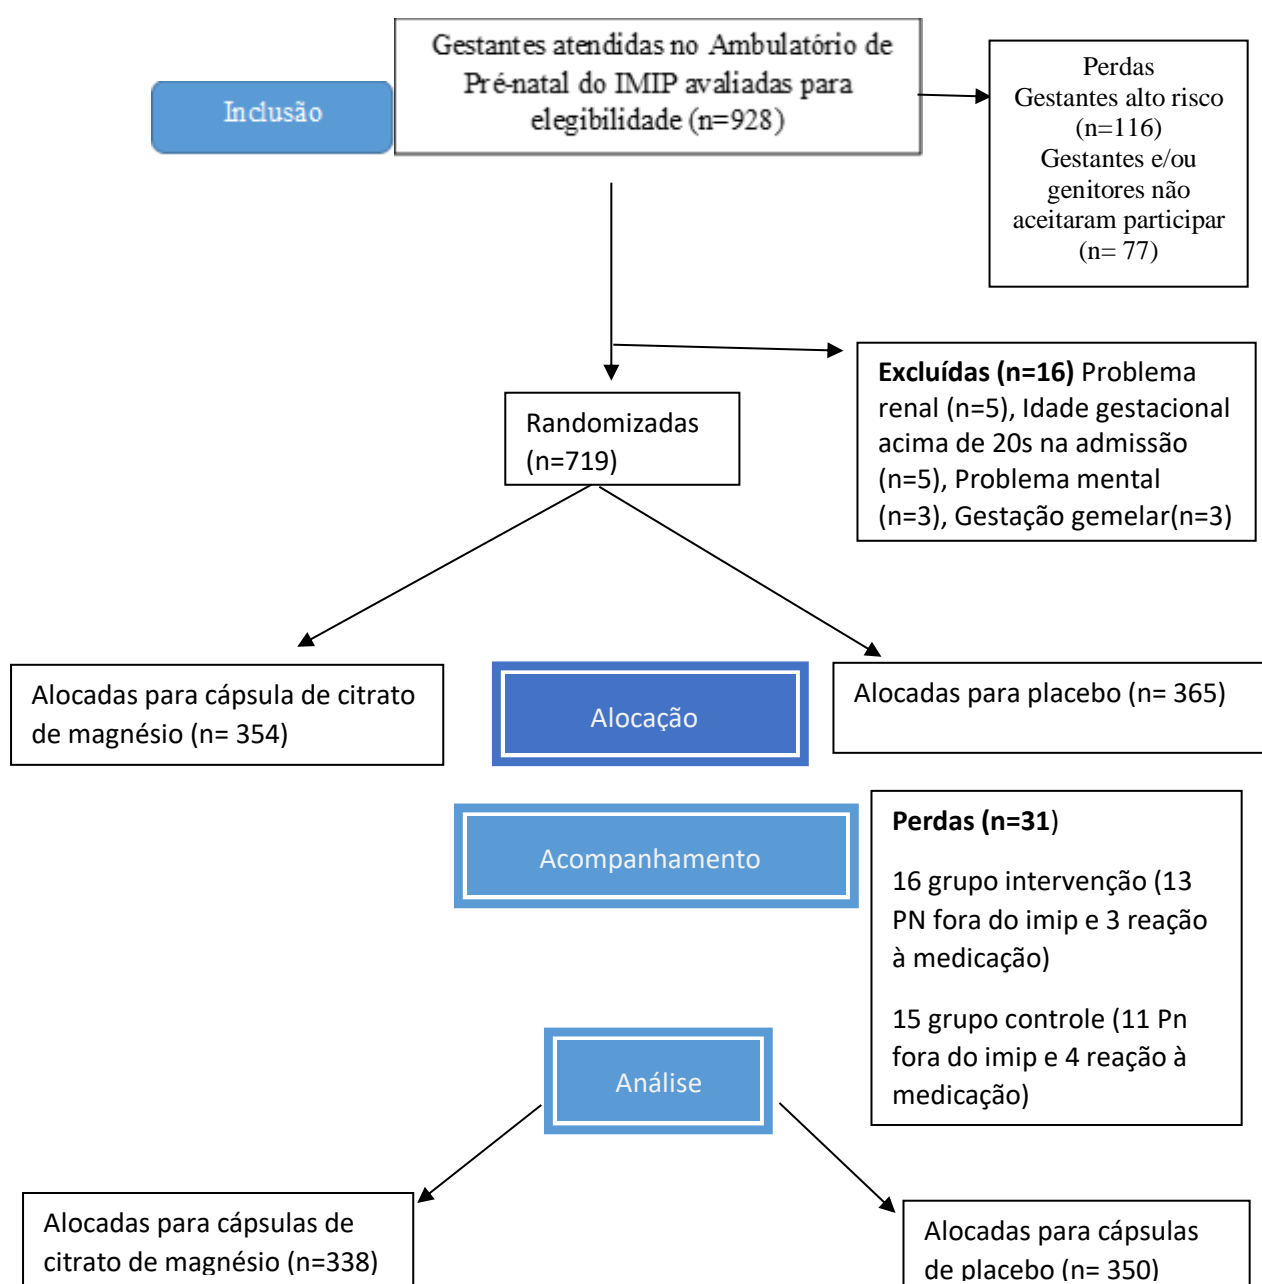 Inclusão
Gestantes atendidas no Ambulatório de
Pré-natal do IMIP avaliadas para
elegibilidade (n=928)
Perdas
Gestantes alto risco
(n=116)
Gestantes e/ou
genitores não
aceitaram participar
(n= 77)
Excluídas (n=16) Problema
renal (n=5), Idade gestacional
acima de 20s na admissão
(n=5), Problema mental
(n=3), Gestação gemelar(n=3)
Randomizadas
(n=719)
Alocadas para cápsula de citrato
de magnésio (n= 354)
Alocação
Alocadas para placebo (n= 365)
Acompanhamento
Perdas (n=31)
16 grupo intervenção (13
PN fora do imip e 3 reação
à medicação)
15 grupo controle (11 Pn
fora do imip e 4 reação à
medicação)
Análise
Alocadas para cápsulas de
citrato de magnésio (n=338)
Alocadas para cápsulas
de placebo (n= 350)